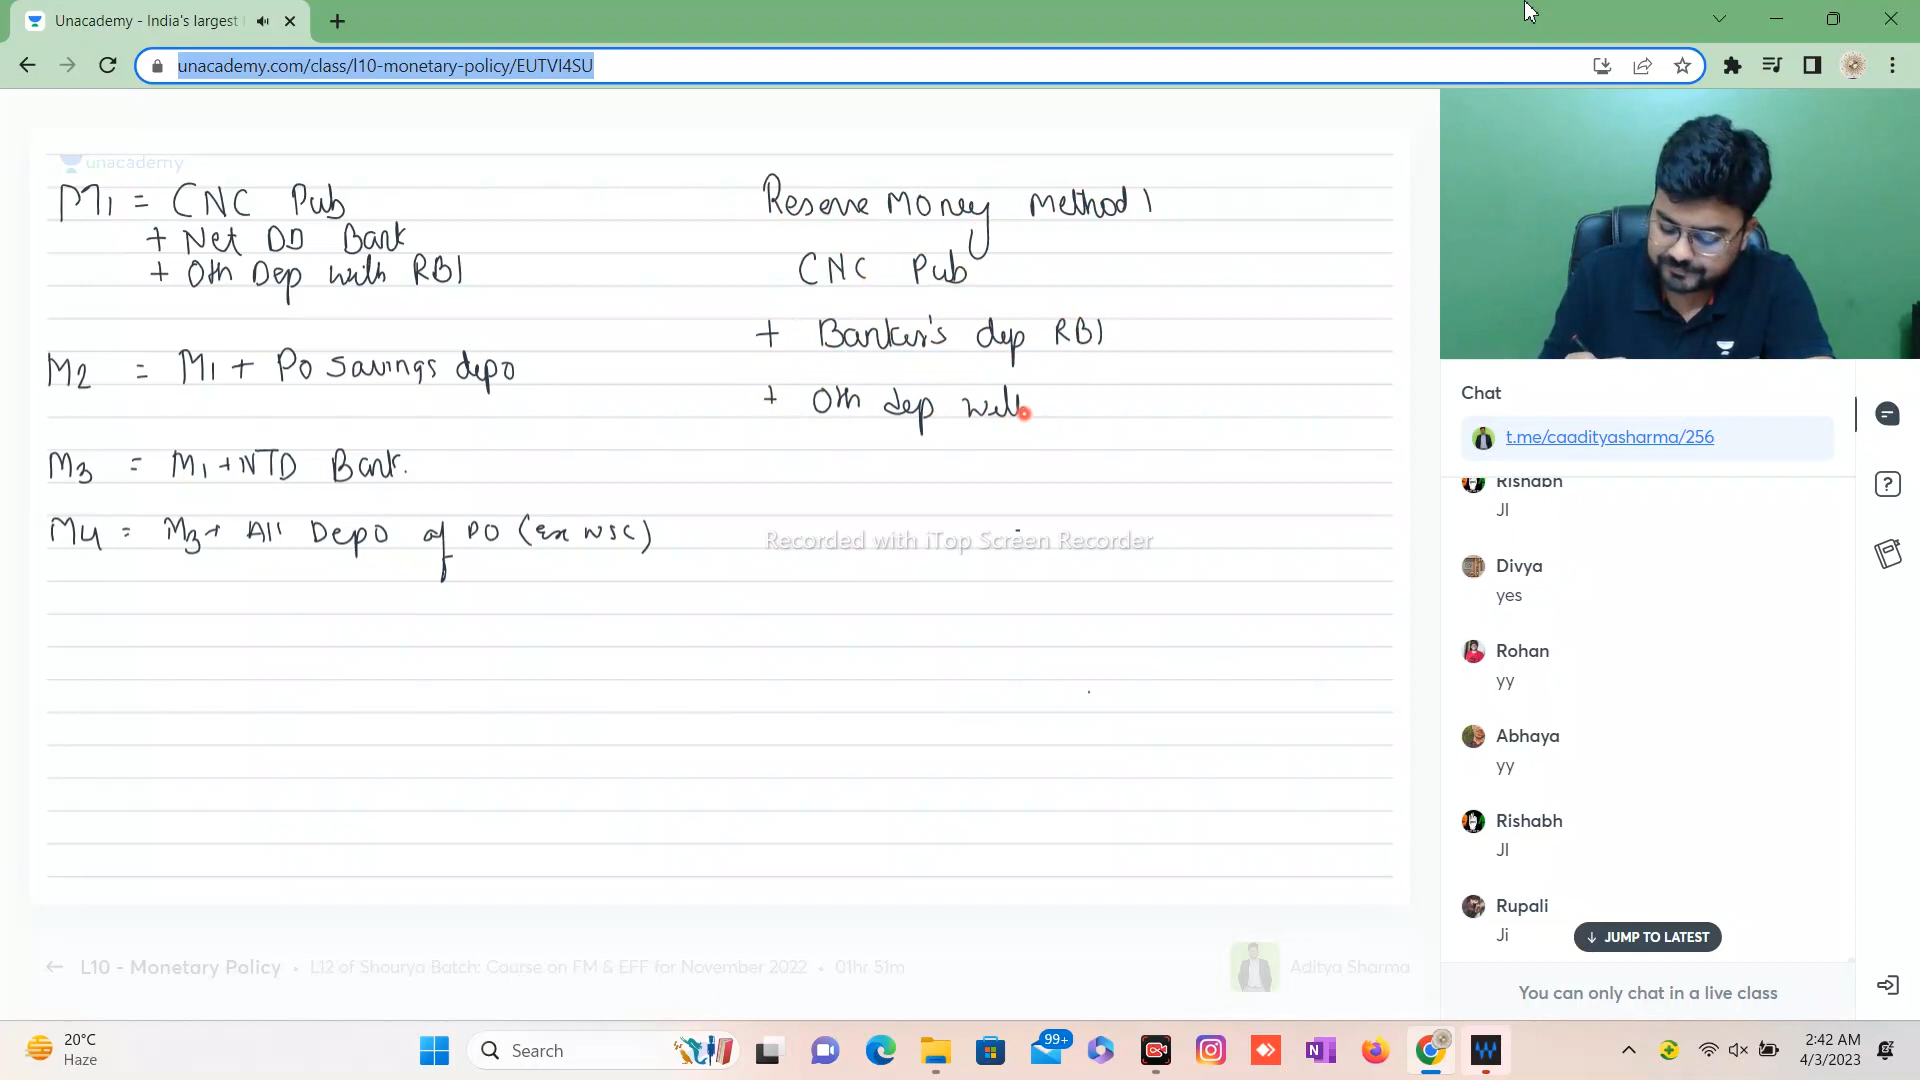 Unacademy - India's largest
unacademy.com/class/l10-monetary-policy/EUTVI4SU
unacademy
M1 = CNC Pub
+ Net DD Bank
+ Oth Dep with RBI
M2 = M1 + PO Savings depo
M3 = M1 + NTD Bank.
M4 = M3 + All Depo of PO (ex NSC)
Reserve Money Method 1
CNC Pub
+ Banker's dep RBI
+ Oth dep with
Recorded with iTop Screen Recorder
L10 - Monetary Policy • L12 of Shourya Batch: Course on FM & EFF for November 2022 • 01hr 51m
Aditya Sharma
Chat
t.me/caadityasharma/256
Rishabh
JI
Divya
yes
Rohan
yy
Abhaya
yy
Rishabh
JI
Rupali
Ji
JUMP TO LATEST
You can only chat in a live class
20°C
Haze
Search
99+
2:42 AM
4/3/2023